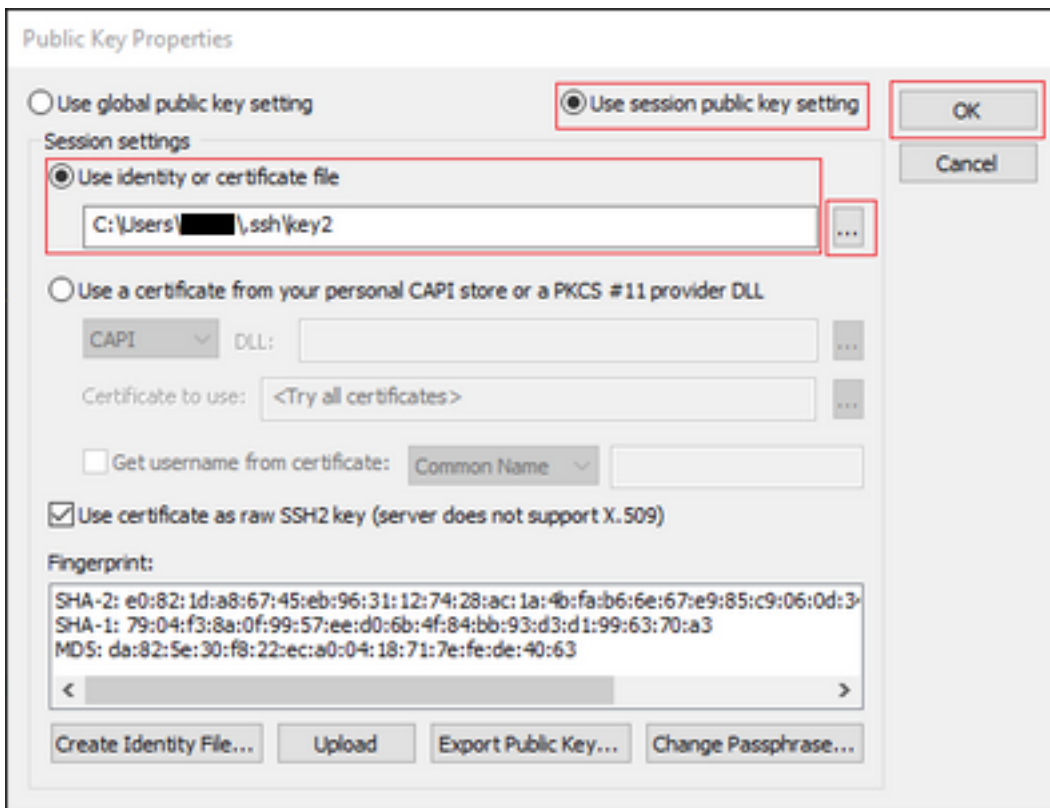 Public Key Properties
Use global public key setting
Use session public key setting
OK
Session settings
Cancel
Use identity or certificate file
C:\Users\ \.ssh\key2
...
Use a certificate from your personal CAPI store or a PKCS #11 provider DLL
CAPI
DLL:
...
Certificate to use:
<Try all certificates>
...
Get username from certificate:
Common Name
Use certificate as raw SSH2 key (server does not support X.509)
Fingerprint:
SHA-2: e0:82:1d:a8:67:45:eb:96:31:12:74:28:ac:1a:4b:fa:b6:6e:67:e9:85:c9:06:0d:
SHA-1: 79:04:f3:8a:0f:99:57:ee:d0:6b:4f:84:bb:93:d3:d1:99:63:70:a3
MD5: da:82:5e:30:f8:22:ec:a0:04:18:71:7e:fe:de:40:63
Create Identity File...
Upload
Export Public Key...
Change Passphrase...